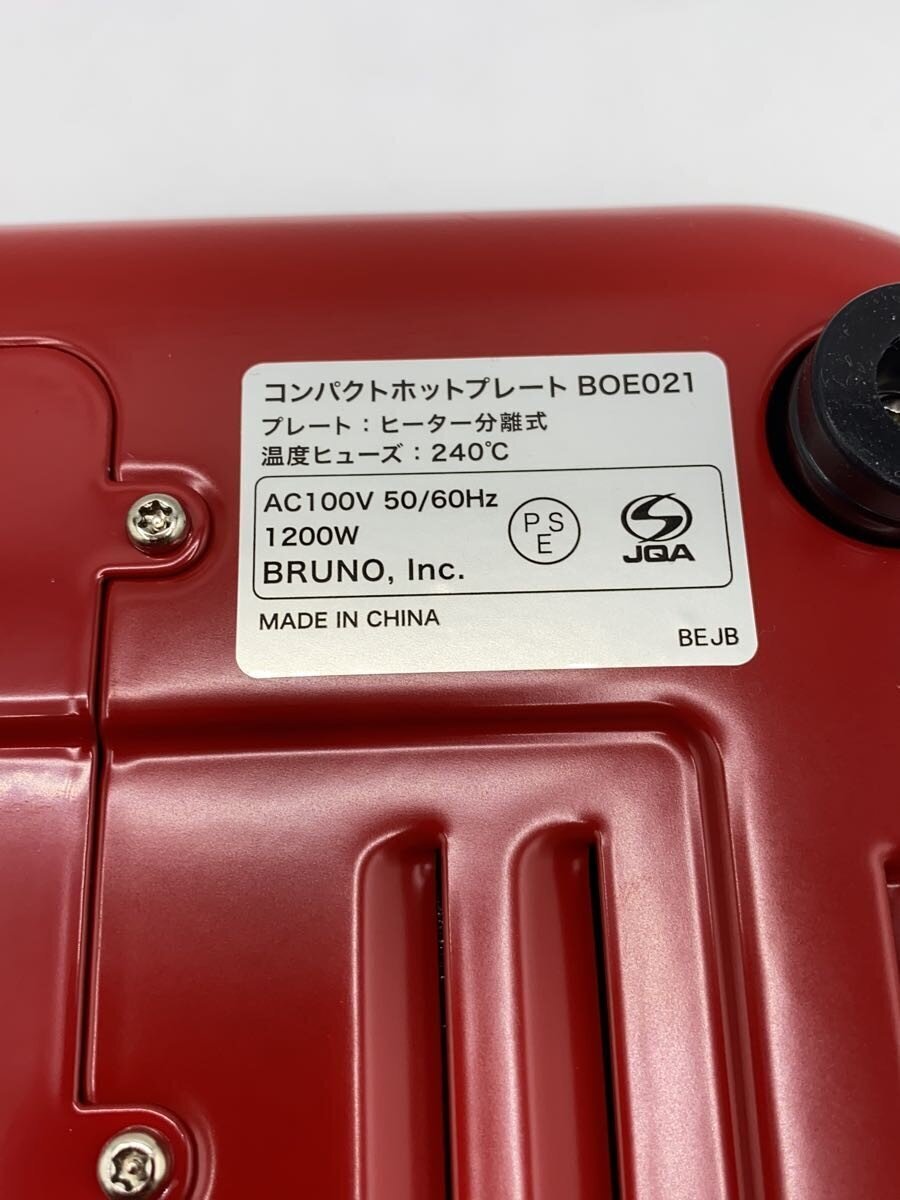 コンパクトホットプレート BOE021
プレート：ヒーター分離式
温度ヒューズ：240℃
AC100V 50/60Hz
1200W
BRUNO, Inc.
PSE
JQA
MADE IN CHINA
BEJB